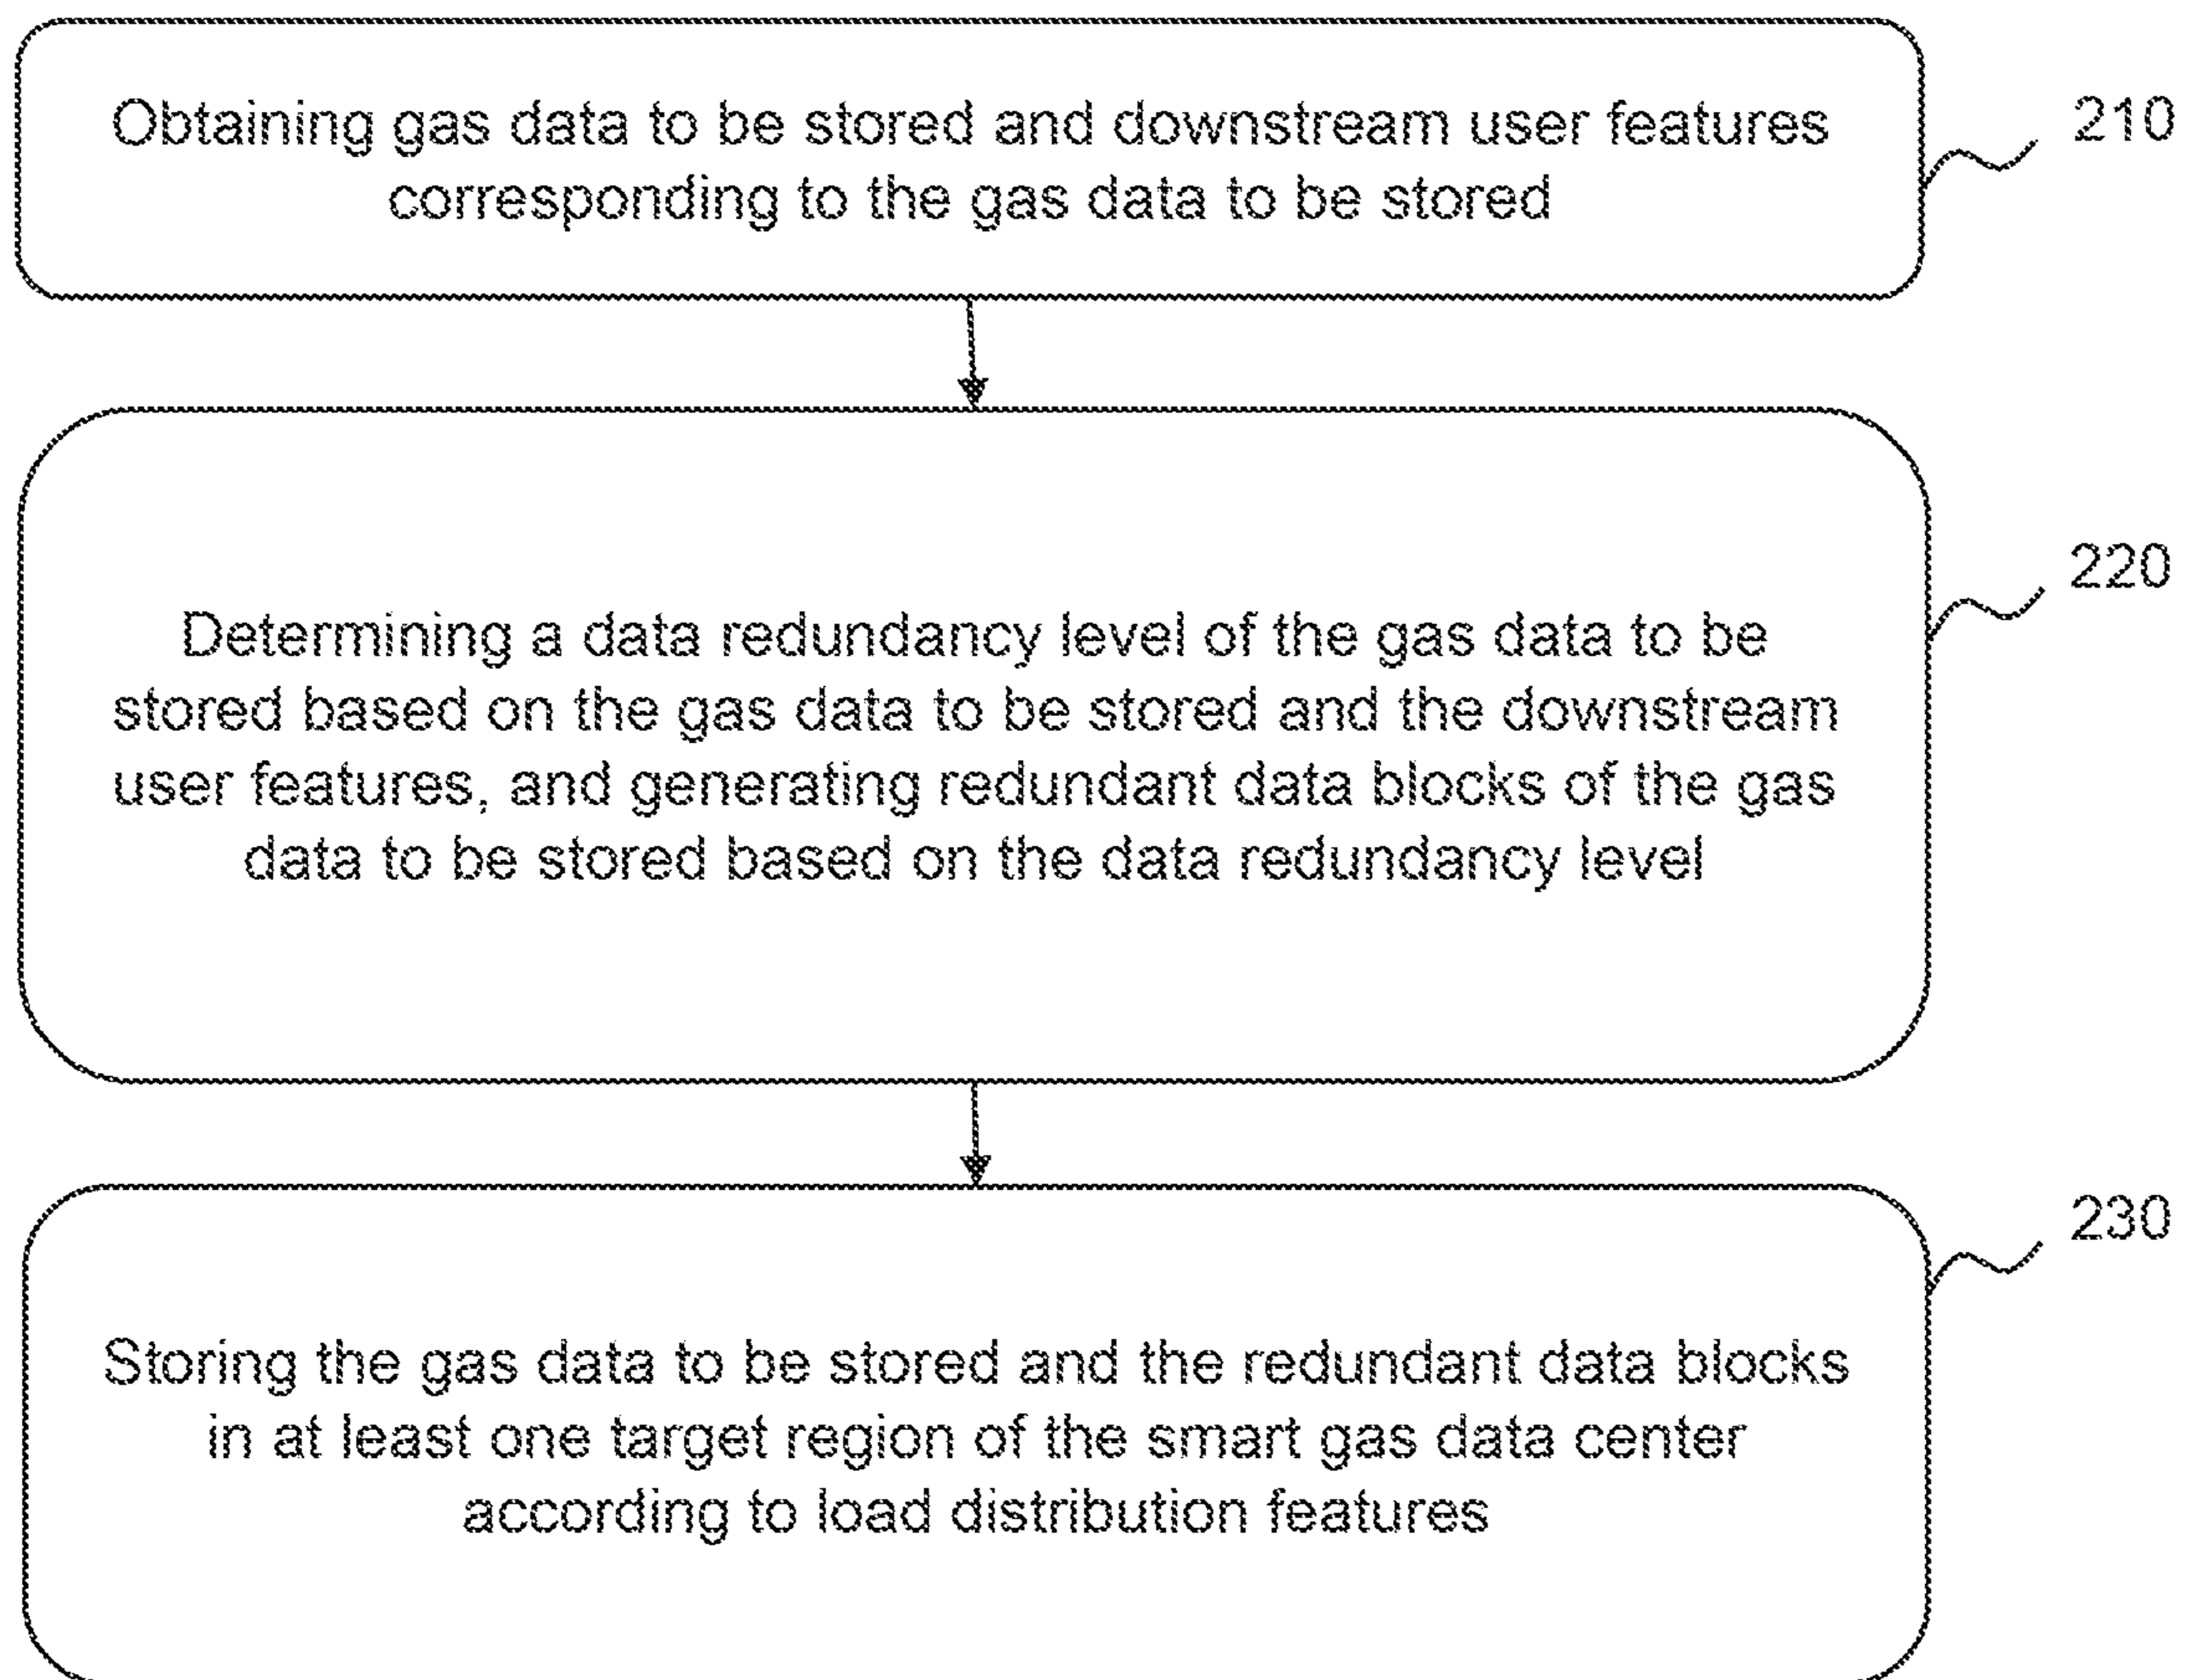 Obtaining gas data to be stored and downstream user features
corresponding to the gas data to be stored
210
220
Determining a data redundancy level of the gas data to be
stored based on the gas data to be stored and the downstream
user features, and generating redundant data blocks of the gas
data to be stored based on the data redundancy level
230
Storing the gas data to be stored and the redundant data blocks
in at least one target region of the smart gas data center
according to load distribution features